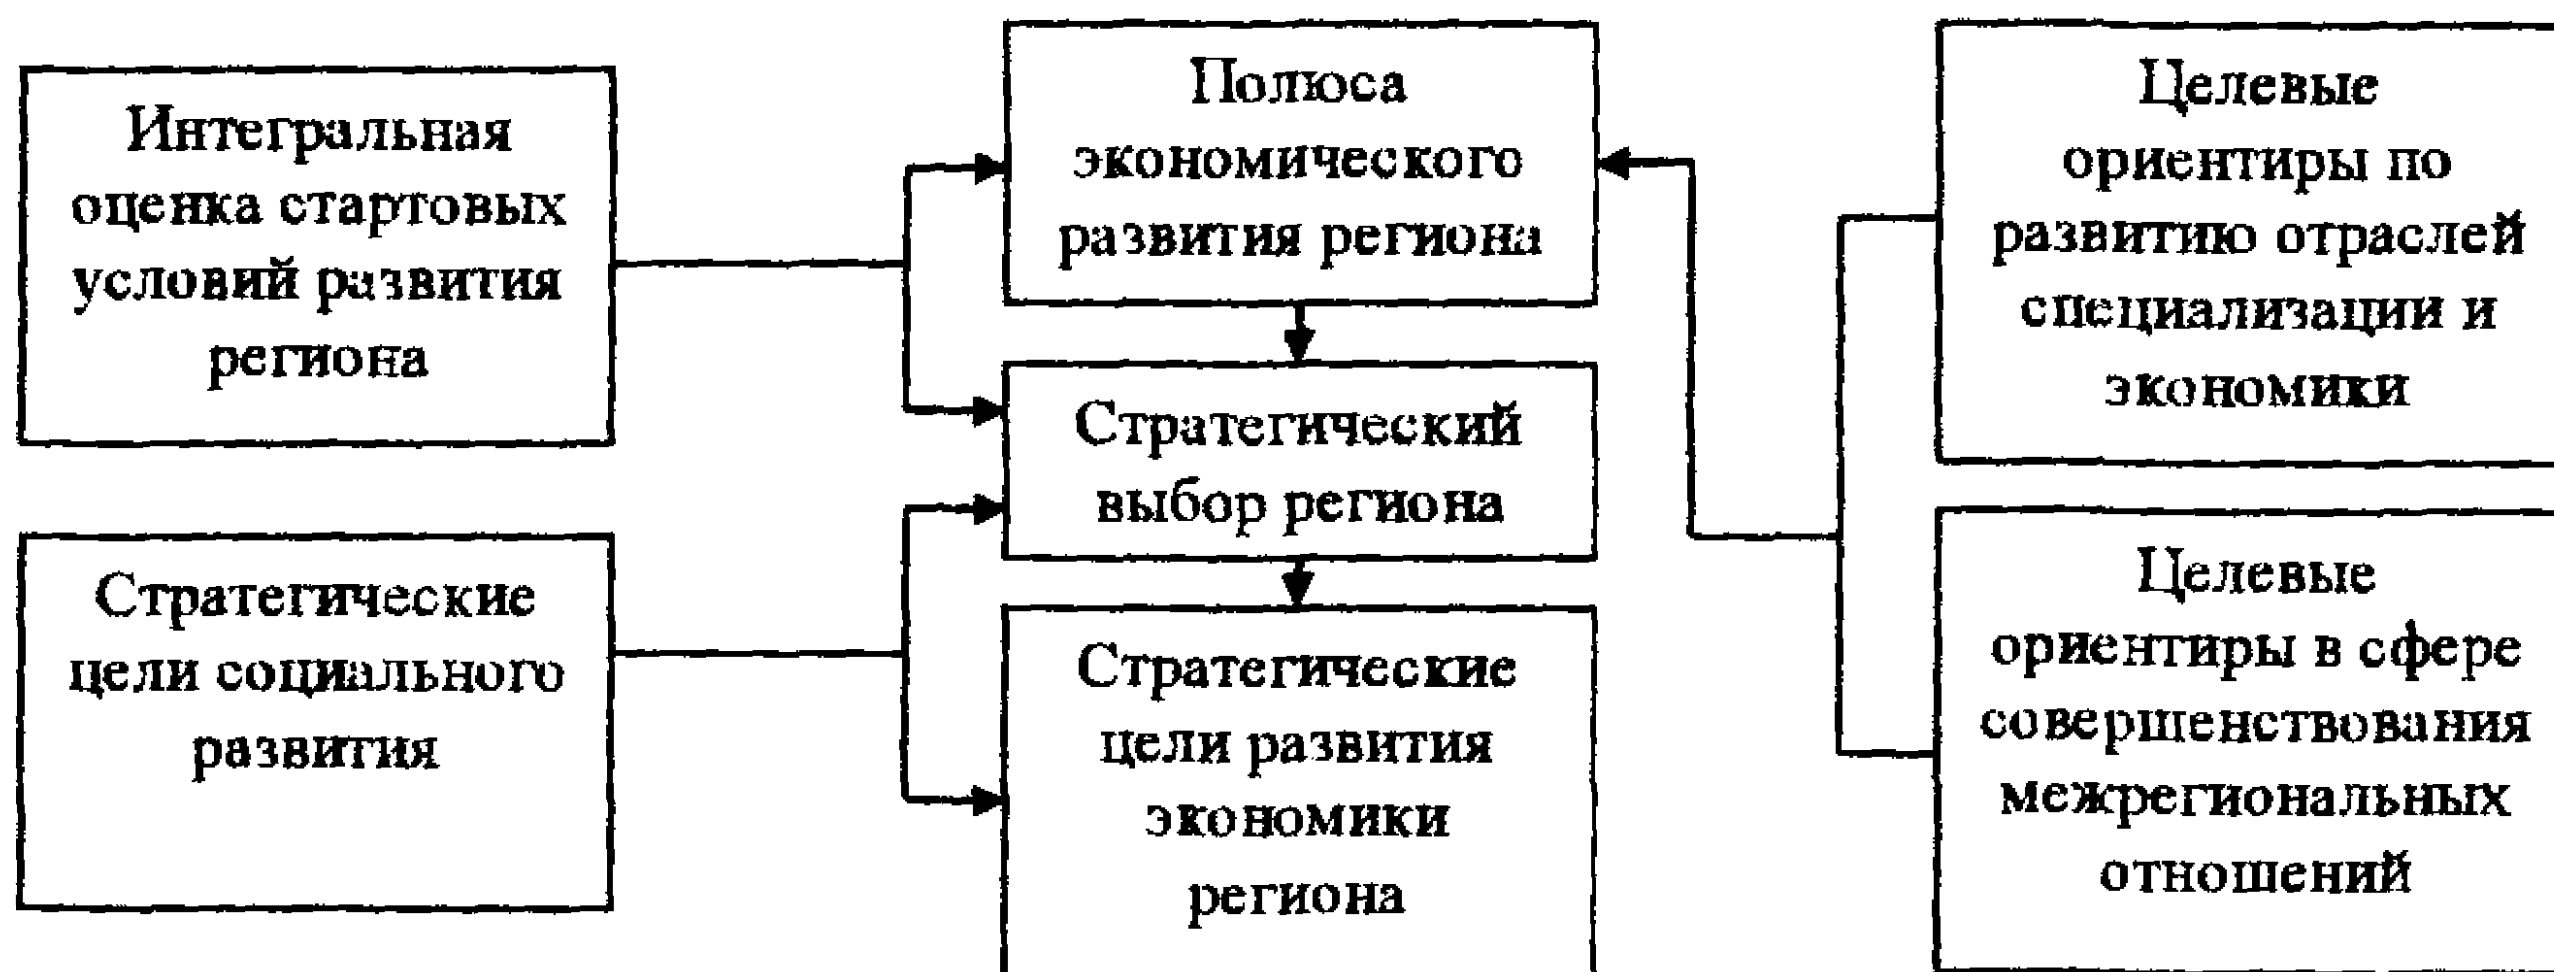 Интегральная
оценка стартовых
условий развития
региона
Стратегические
цели социального
развития
Полюса
экономического
развития региона
Стратегический
выбор региона
Стратегические
цели развития
экономики
региона
Целевые
ориентиры по
развитию отраслей
специализации и
экономики
Целевые
ориентиры в сфере
совершенствования
межрегиональных
отношений